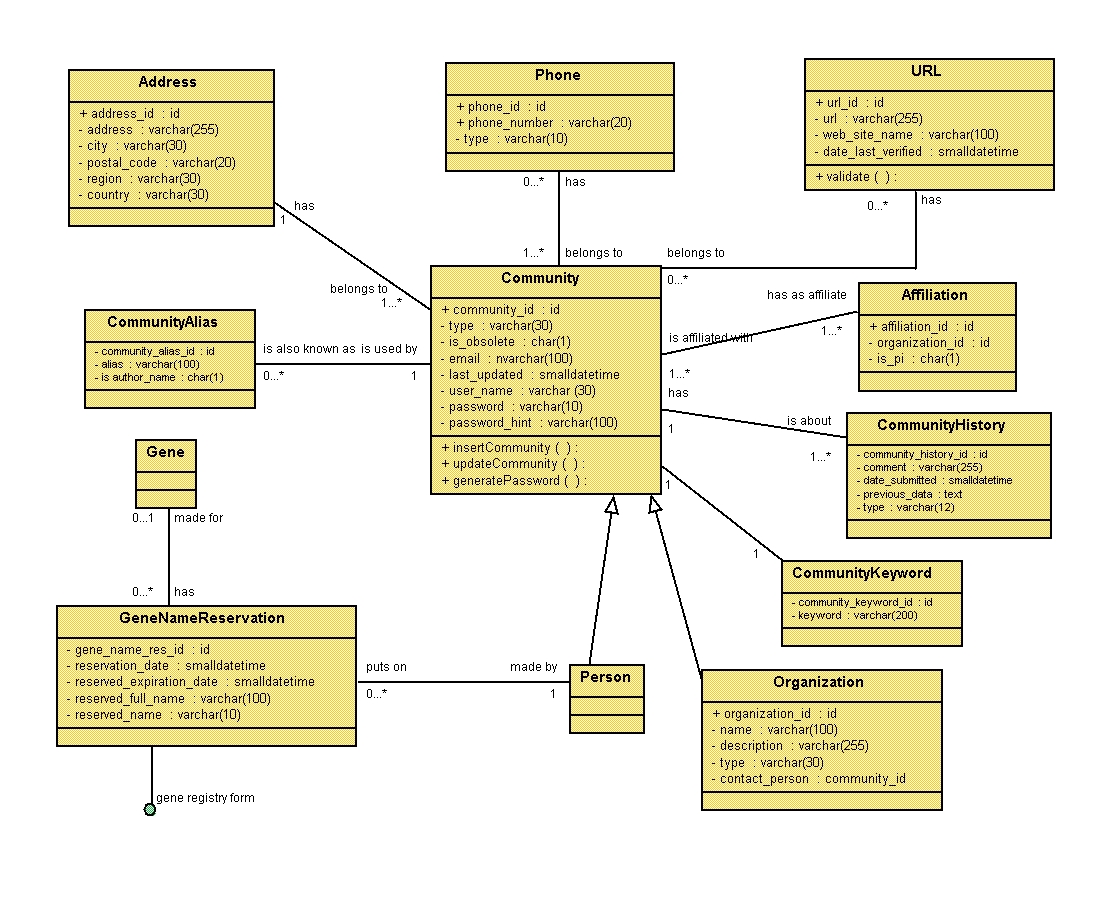 Address
+ address_id : id
- address : varchar(255)
- city : varchar(30)
- postal_code : varchar(20)
- region : varchar(30)
- country : varchar(30)
Phone
+ phone_id : id
+ phone_number : varchar(20)
- type : varchar(10)
URL
+ url_id : id
- url : varchar(255)
- web_site_name : varchar(100)
- date_last_verified : smalldatetime
+ validate ( ) :
has
1
belongs to
1...*
0...*
has
1...*
belongs to
0...*
has
belongs to
0...*
Community
+ community_id : id
- type : varchar(30)
- is_obsolete : char(1)
- email : nvarchar(100)
- last_updated : smalldatetime
- user_name : varchar (30)
- password : varchar(10)
- password_hint : varchar(100)
+ insertCommunity ( ) :
+ updateCommunity ( ) :
+ generatePassword ( ) :
CommunityAlias
- community_alias_id : id
- alias : varchar(100)
- is author_name : char(1)
is also known as
is used by
0...*
1
has as affiliate
1...*
is affiliated with
1...*
Affiliation
+ affiliation_id : id
- organization_id : id
- is_pi : char(1)
has
1
is about
1...*
CommunityHistory
- community_history_id : id
- comment : varchar(255)
- date_submitted : smalldatetime
- previous_data : text
- type : varchar(12)
1
1
CommunityKeyword
- community_keyword_id : id
- keyword : varchar(200)
Gene
0...1
made for
0...*
has
GeneNameReservation
- gene_name_res_id : id
- reservation_date : smalldatetime
- reserved_expiration_date : smalldatetime
- reserved_full_name : varchar(100)
- reserved_name : varchar(10)
puts on
0...*
made by
1
Person
Organization
+ organization_id : id
- name : varchar(100)
- description : varchar(255)
- type : varchar(30)
- contact_person : community_id
gene registry form